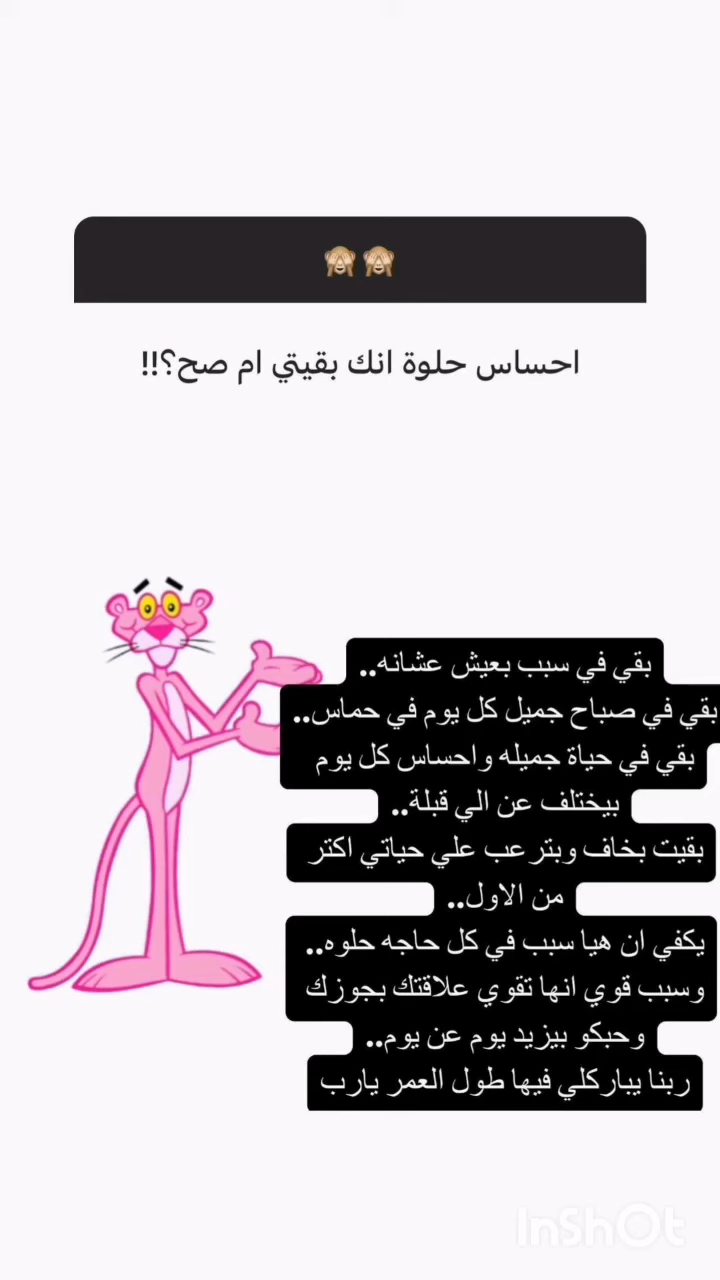 🙈🙈
احساس حلوة انك بقيتي ام صح؟!!
بقي في سبب بعيش عشانه..
بقي في صباح جميل كل يوم في حماس..
بقي في حياة جميله واحساس كل يوم
بيختلف عن الي قبلة..
بقيت بخاف وبترعب علي حياتي اكتر
من الاول..
يكفي ان هيا سبب في كل حاجه حلوه..
وسبب قوي انها تقوي علاقتك بجوزك
وحبكو بيزيد يوم عن يوم..
ربنا يباركلي فيها طول العمر يارب
InShOt